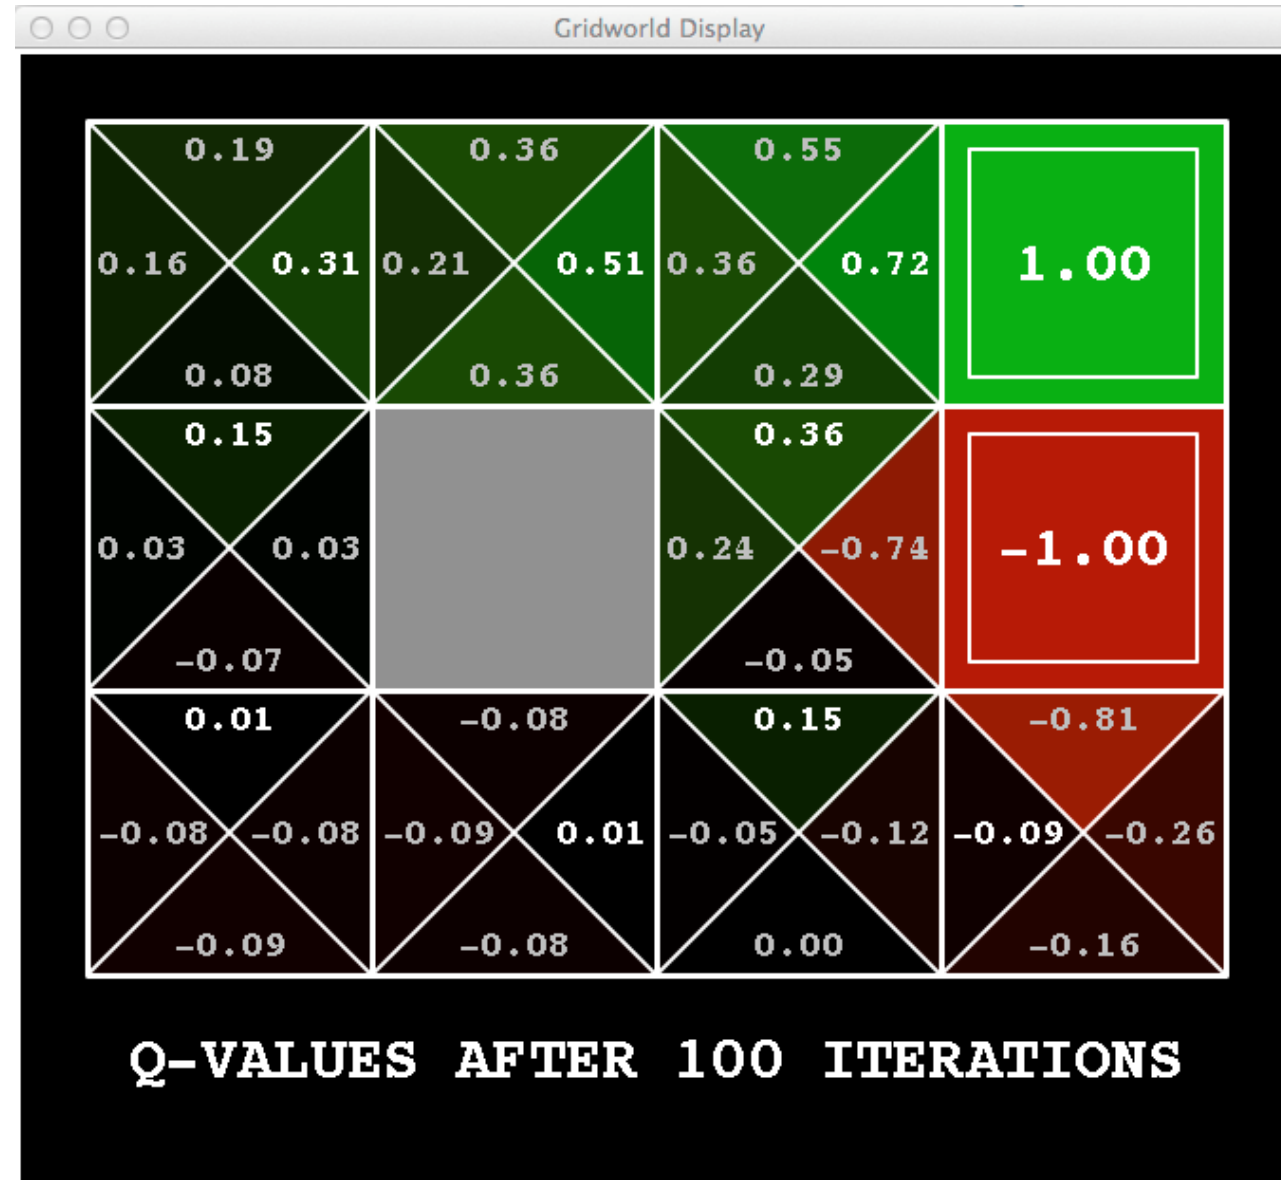 Gridworld Display
0.19 0.36 0.55
0.16 0.31 0.21 0.51 0.36 0.72 1.00
0.08 0.36 0.29
0.15 0.36
0.03 0.03 0.24 -0.74 -1.00
-0.07 -0.05
0.01 -0.08 0.15 -0.81
-0.08 -0.08 -0.09 0.01 -0.05 -0.12 -0.09 -0.26
-0.09 -0.08 0.00 -0.16
Q-VALUES AFTER 100 ITERATIONS